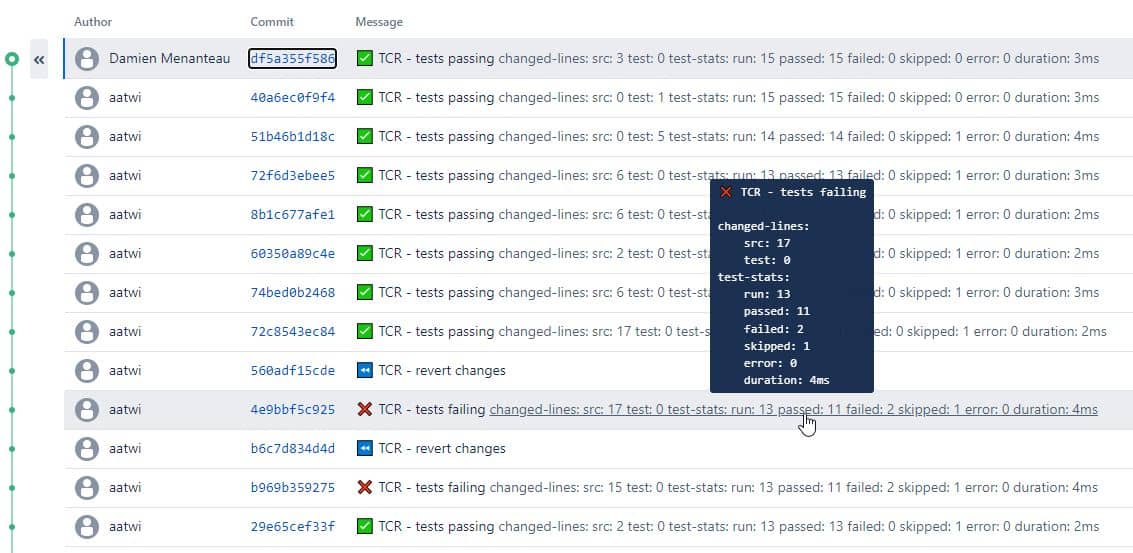 Author Commit Message
Damien Menanteau df5a355f586 TCR - tests passing changed-lines: src: 3 test: 0 test-stats: run: 15 passed: 15 failed: 0 skipped: 0 error: 0 duration: 3ms
aatwi 40a6ec0f9f4 TCR - tests passing changed-lines: src: 0 test: 1 test-stats: run: 15 passed: 15 failed: 0 skipped: 0 error: 0 duration: 3ms
aatwi 51b46b1d18c TCR - tests passing changed-lines: src: 0 test: 5 test-stats: run: 14 passed: 14 failed: 0 skipped: 1 error: 0 duration: 4ms
aatwi 72f6d3ebee5 TCR - tests passing changed-lines: src: 6 test: 0 test-stats: run: 13 passed: 13 failed: 0 skipped: 1 error: 0 duration: 3ms
aatwi 8b1c677afe1 TCR - tests passing changed-lines: src: 6 test: 0 d: 0 skipped: 1 error: 0 duration: 2ms
aatwi 60350a89c4e TCR - tests passing changed-lines: src: 2 test: 0 d: 0 skipped: 1 error: 0 duration: 2ms
aatwi 74bed0b2468 TCR - tests passing changed-lines: src: 6 test: 0 d: 0 skipped: 1 error: 0 duration: 3ms
aatwi 72c8543ec84 TCR - tests passing changed-lines: src: 17 test: 0 ed: 0 skipped: 1 error: 0 duration: 2ms
TCR - tests failing
changed-lines:
src: 17
test: 0
test-stats:
run: 13
passed: 11
failed: 2
skipped: 1
error: 0
duration: 4ms
aatwi 560adf15cde TCR - revert changes
aatwi 4e9bbf5c925 TCR - tests failing changed-lines: src: 17 test: 0 test-stats: run: 13 passed: 11 failed: 2 skipped: 1 error: 0 duration: 4ms
aatwi b6c7d834d4d TCR - revert changes
aatwi b969b359275 TCR - tests failing changed-lines: src: 15 test: 0 test-stats: run: 13 passed: 11 failed: 2 skipped: 1 error: 0 duration: 4ms
aatwi 29e65cef33f TCR - tests passing changed-lines: src: 2 test: 0 test-stats: run: 13 passed: 13 failed: 0 skipped: 1 error: 0 duration: 2ms